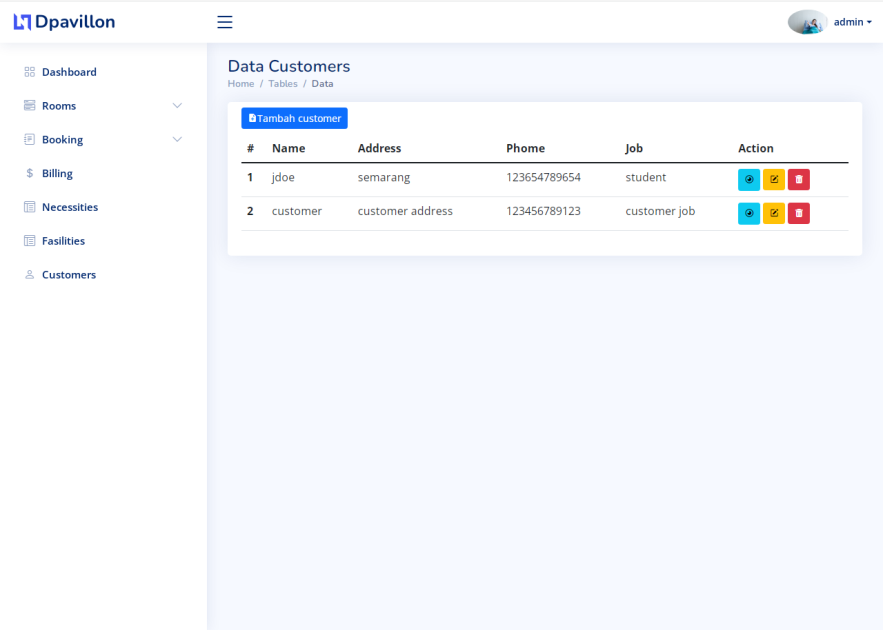 Dpavillon
admin
Dashboard
Rooms
Booking
$ Billing
Necessities
Fasilities
Customers
Data Customers
Home / Tables / Data
Tambah customer
# Name Address Phome Job Action
1 jdoe semarang 123654789654 student
2 customer customer address 123456789123 customer job